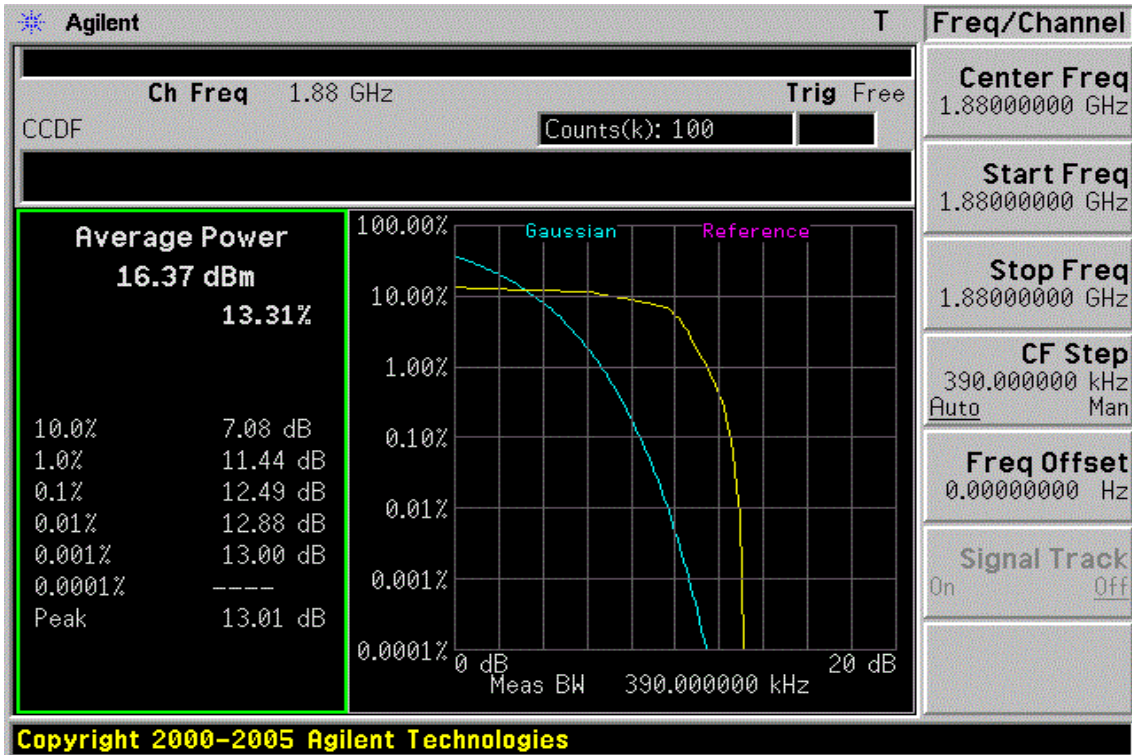 Agilent T
Ch Freq 1.88 GHz Trig Free
CCDF Counts(k): 100
Average Power
16.37 dBm
13.31%
10.0% 7.08 dB
1.0% 11.44 dB
0.1% 12.49 dB
0.01% 12.88 dB
0.001% 13.00 dB
0.0001% ----
Peak 13.01 dB
Gaussian Reference
100.00%
10.00%
1.00%
0.10%
0.01%
0.001%
0.0001%
0 dB 20 dB
Meas BW 390.000000 kHz
Freq/Channel
Center Freq
1.88000000 GHz
Start Freq
1.88000000 GHz
Stop Freq
1.88000000 GHz
CF Step
390.000000 kHz
Auto Man
Freq Offset
0.00000000 Hz
Signal Track
On Off
Copyright 2000-2005 Agilent Technologies